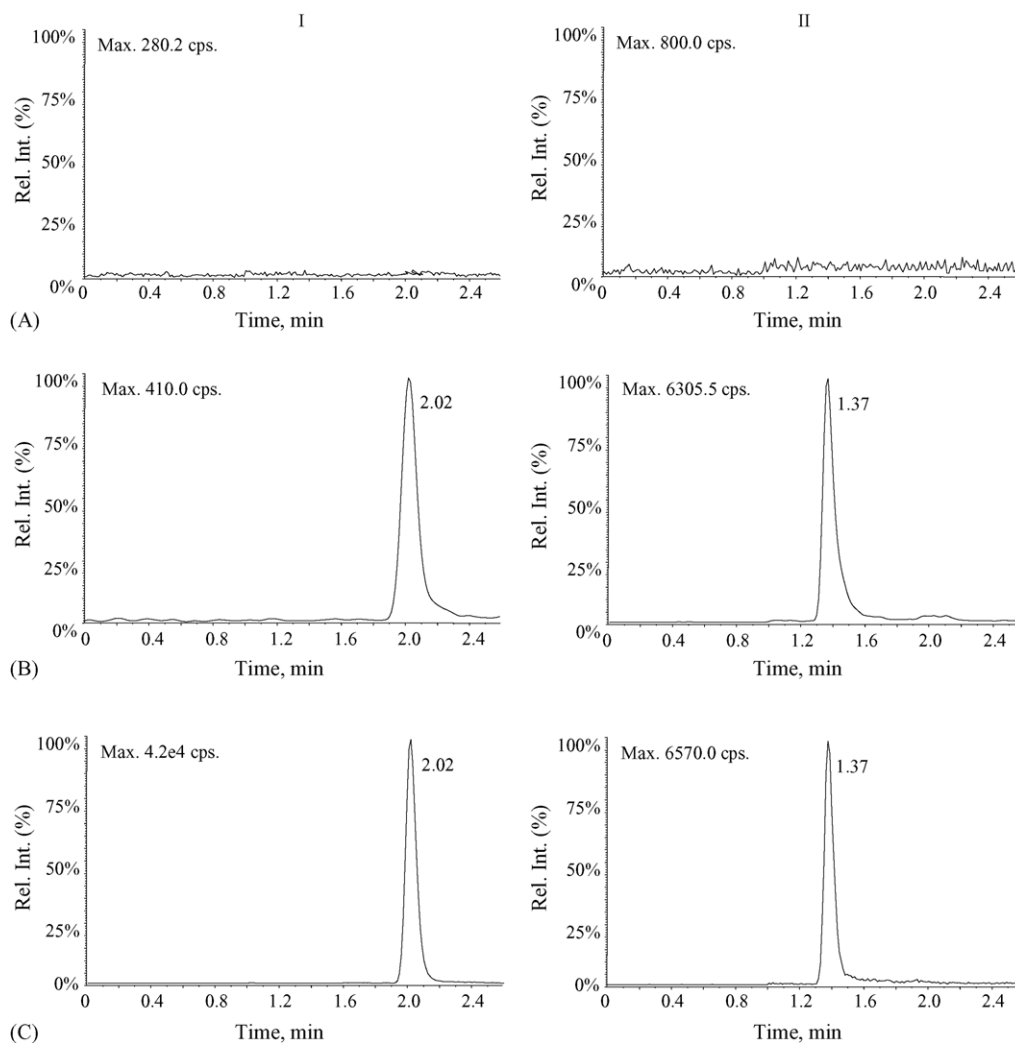 I
II
100%
Max. 280.2 cps.
75%
50%
25%
0%
Rel. Int. (%)
0 0.4 0.8 1.2 1.6 2.0 2.4
Time, min
100%
Max. 800.0 cps.
75%
50%
25%
0%
Rel. Int. (%)
0 0.4 0.8 1.2 1.6 2.0 2.4
Time, min
(A)
100%
Max. 410.0 cps.
2.02
75%
50%
25%
0%
Rel. Int. (%)
0 0.4 0.8 1.2 1.6 2.0 2.4
Time, min
100%
Max. 6305.5 cps.
1.37
75%
50%
25%
0%
Rel. Int. (%)
0 0.4 0.8 1.2 1.6 2.0 2.4
Time, min
(B)
100%
Max. 4.2e4 cps.
2.02
75%
50%
25%
0%
Rel. Int. (%)
0 0.4 0.8 1.2 1.6 2.0 2.4
Time, min
100%
Max. 6570.0 cps.
1.37
75%
50%
25%
0%
Rel. Int. (%)
0 0.4 0.8 1.2 1.6 2.0 2.4
Time, min
(C)